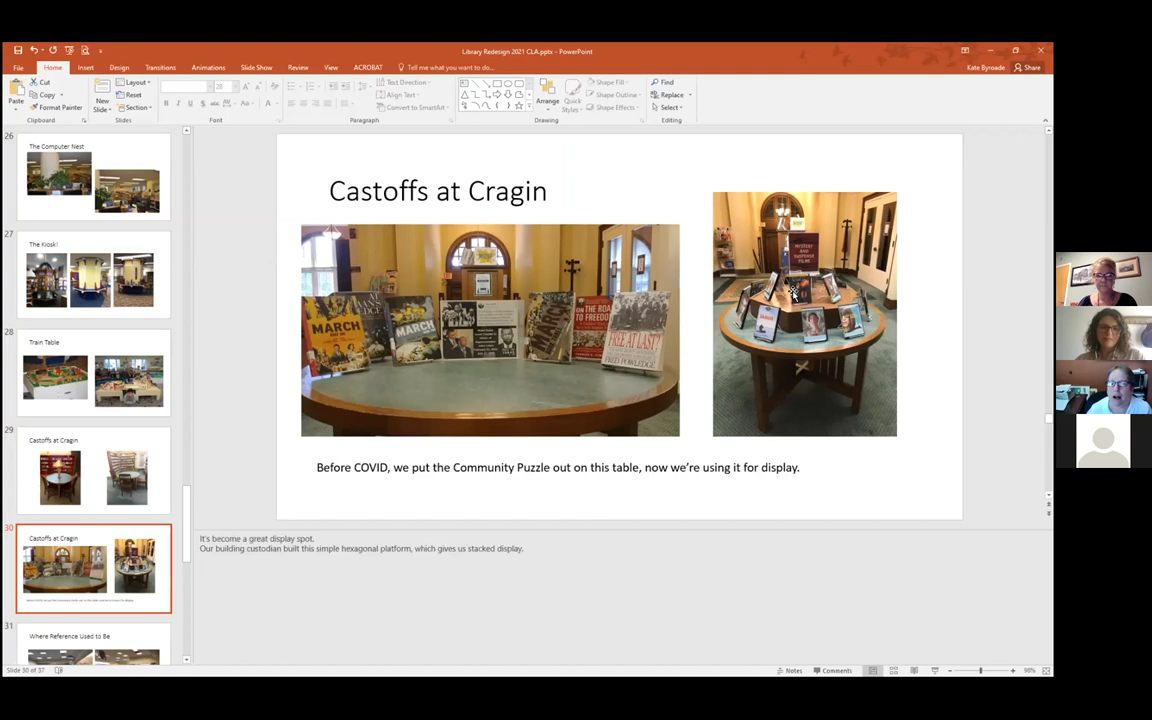 Library Redesign 2021 CLA.pptx - PowerPoint
Kate Byroade
Share
File
Home
Insert
Design
Transitions
Animations
Slide Show
Review
View
ACROBAT
Tell me what you want to do...
Paste
Cut
Copy
Format Painter
Clipboard
New
Slide
Layout
Reset
Section
Slides
28
Font
Text Direction
Align Text
Convert to SmartArt
Paragraph
Arrange
Quick
Styles
Shape Fill
Shape Outline
Shape Effects
Drawing
Find
Replace
Select
Editing
26
The Computer Nest
27
The Kiosk!
28
Train Table
29
Castoffs at Cragin
30
Castoffs at Cragin
31
Where Reference Used to Be
Castoffs at Cragin
MARCH
MARCH
MARCH
ON THE ROAD
TO FREEDOM
FREE AT LAST?
FRED POWLEDGE
MYSTERY
AND
SUSPENSE
FILMS
Before COVID, we put the Community Puzzle out on this table, now we're using it for display.
It's become a great display spot.
Our building custodian built this simple hexagonal platform, which gives us stacked display.
Slide 30 of 37
Notes
Comments
98%